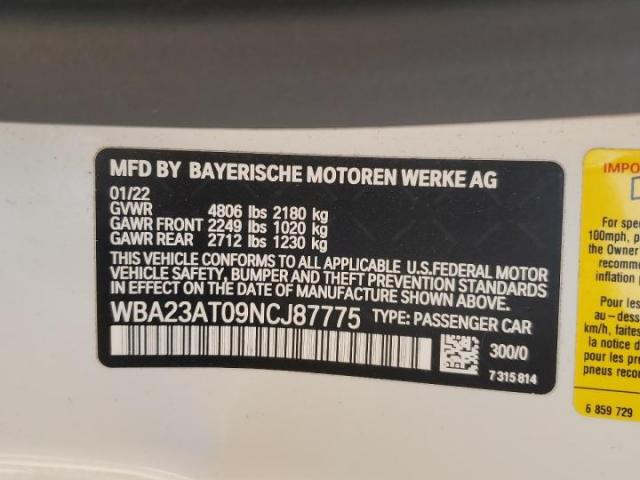 MFD BY BAYERISCHE MOTOREN WERKE AG
01/22
GVWR 4806 lbs 2180 kg
GAWR FRONT 2249 lbs 1020 kg
GAWR REAR 2712 lbs 1230 kg
THIS VEHICLE CONFORMS TO ALL APPLICABLE U.S.FEDERAL MOTOR
VEHICLE SAFETY, BUMPER AND THEFT PREVENTION STANDARDS
IN EFFECT ON THE DATE OF MANUFACTURE SHOWN ABOVE.
WBA23AT09NCJ87775 TYPE: PASSENGER CAR
300/0
7 315 814
IMPO
For spe
100mph, p
the Owner
recomme
inflation p
Pour les
au-dess
km/h, fa
la notice d
pour les pre
pneus reco
6 859 729